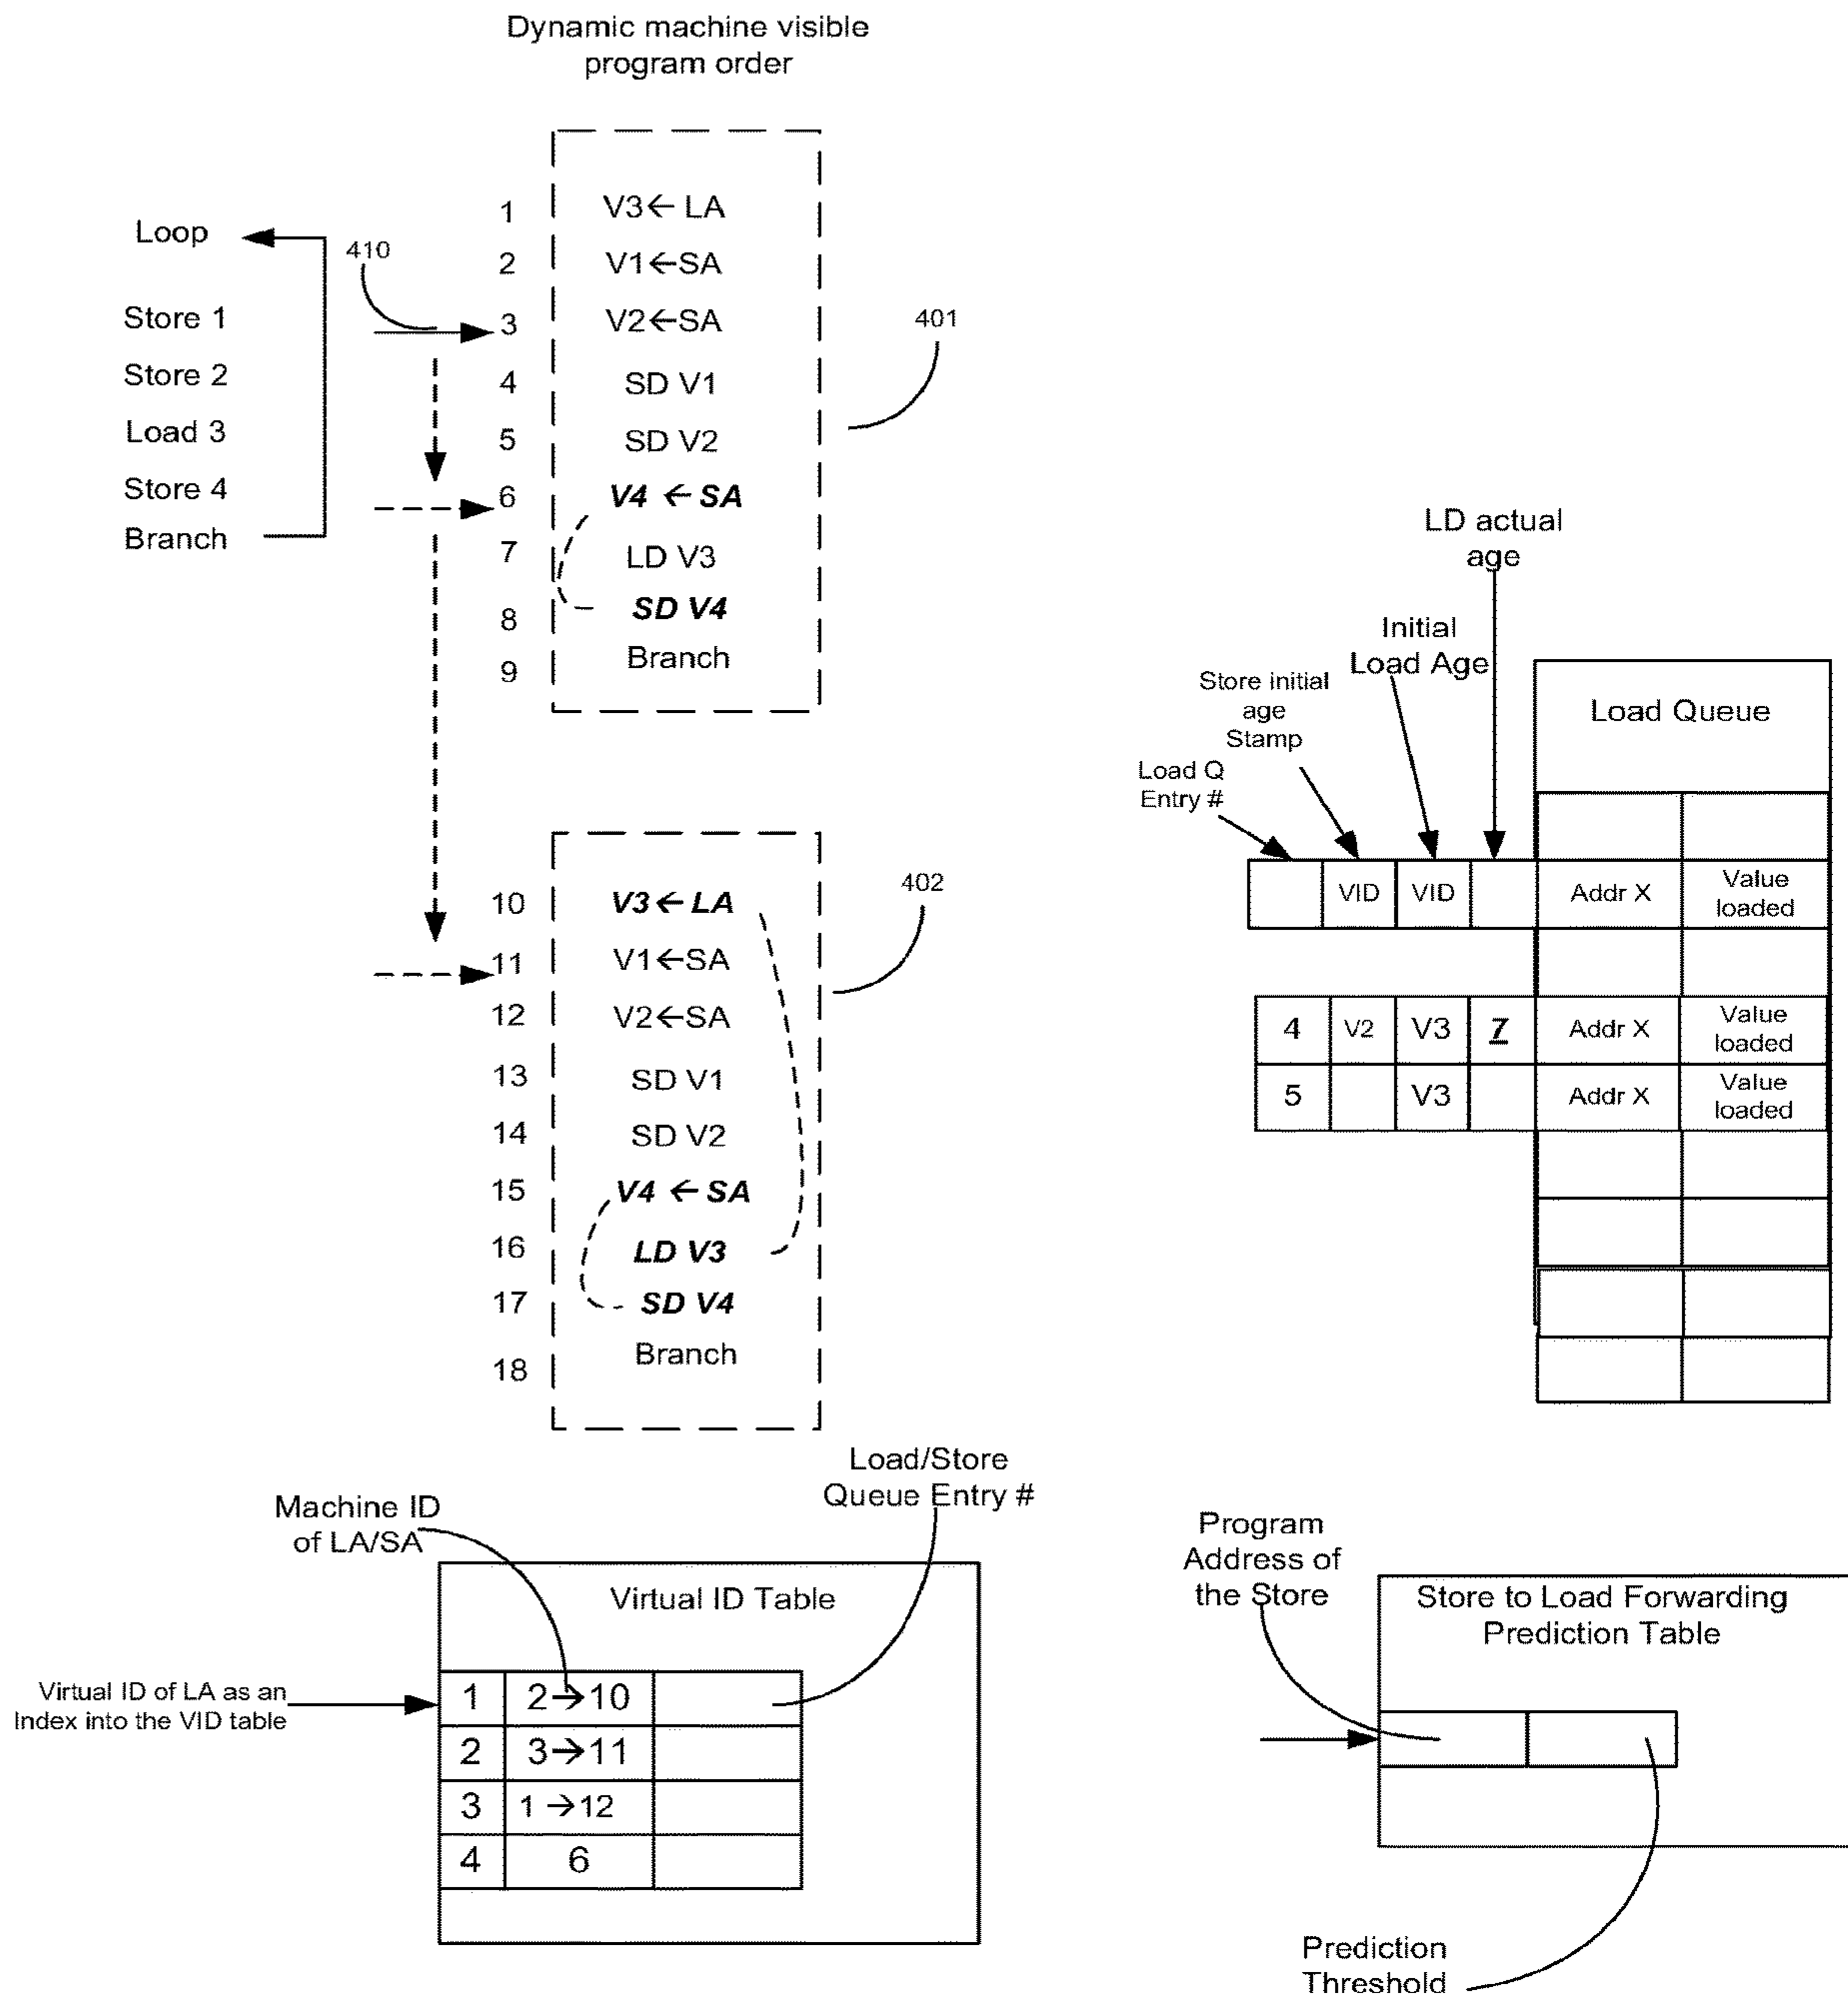 Dynamic machine visible
program order
Loop
Store 1
Store 2
Load 3
Store 4
Branch
410
1 V3← LA
2 V1←SA
3 V2←SA
4 SD V1
5 SD V2
6 V4 ← SA
7 LD V3
8 SD V4
9 Branch
401
10 V3← LA
11 V1←SA
12 V2←SA
13 SD V1
14 SD V2
15 V4 ← SA
16 LD V3
17 SD V4
18 Branch
402
LD actual
age
Initial
Load Age
Store initial
age
Stamp
Load Q
Entry #
Load Queue
VID VID Addr X Value
loaded
4 V2 V3 7 Addr X Value
loaded
5 V3 Addr X Value
loaded
Machine ID
of LA/SA
Load/Store
Queue Entry #
Virtual ID Table
Virtual ID of LA as an
Index into the VID table
1 2→10
2 3→11
3 1→12
4 6
Program
Address of
the Store
Store to Load Forwarding
Prediction Table
Prediction
Threshold